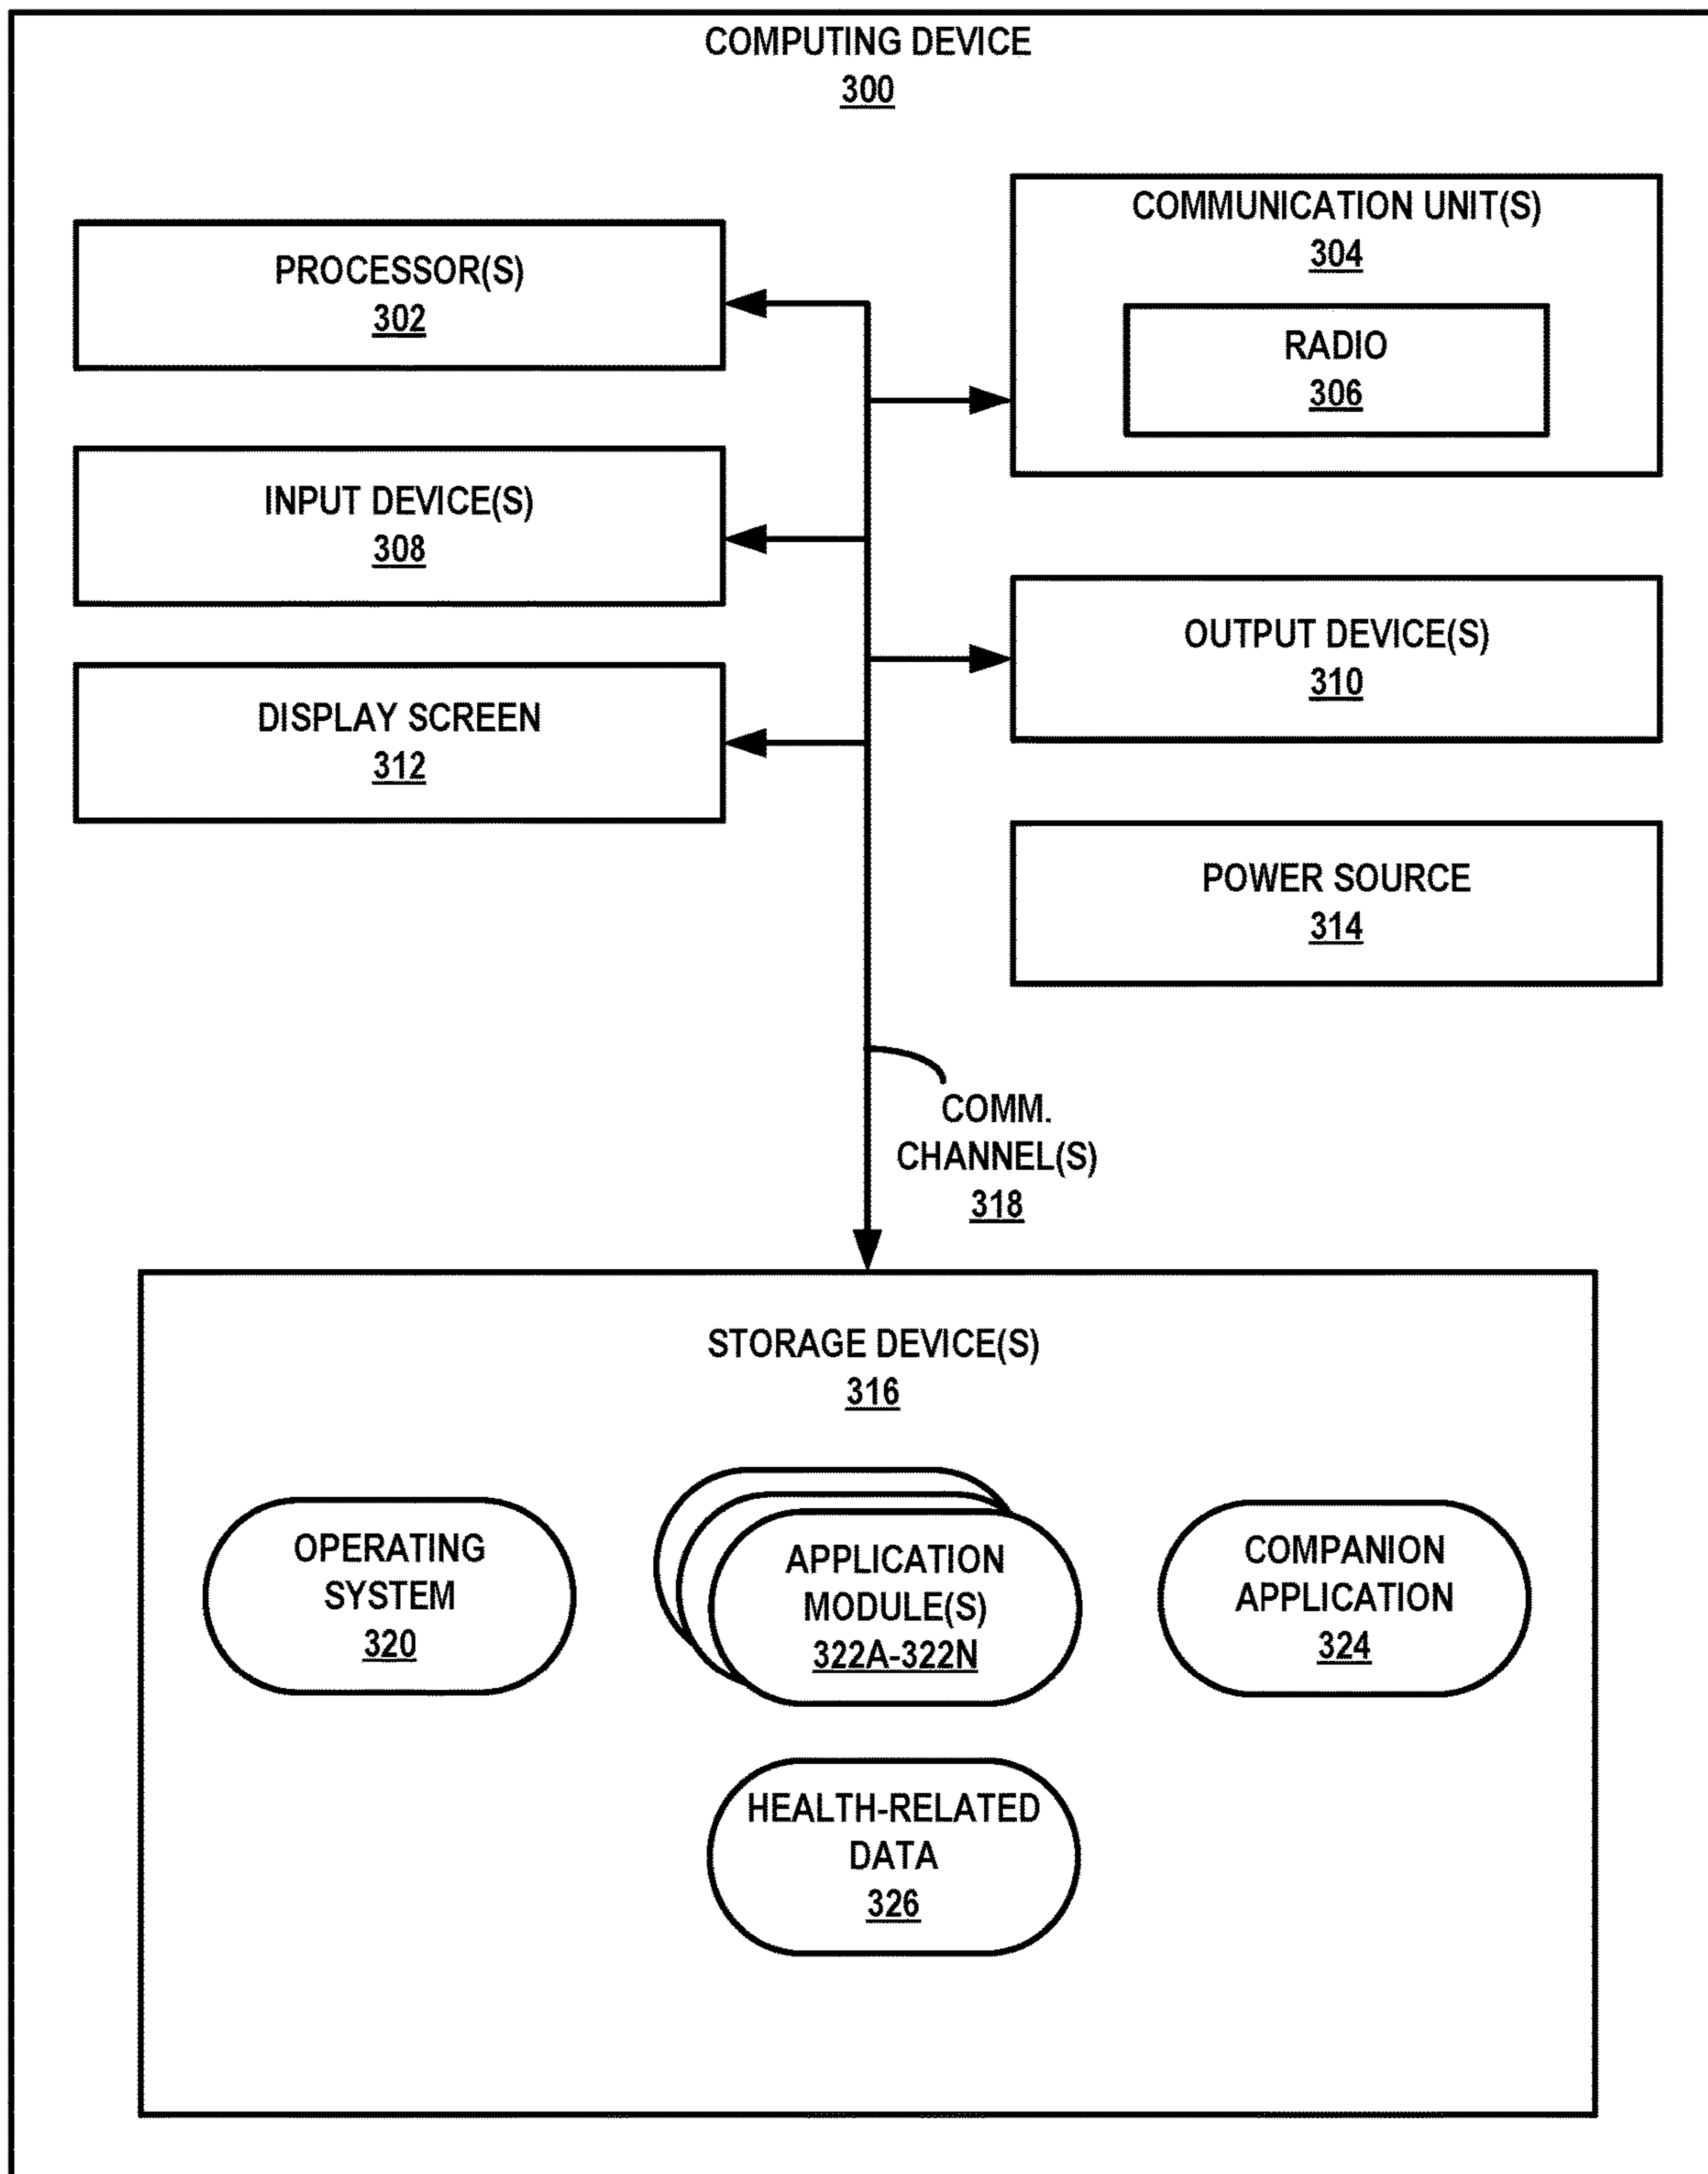 COMPUTING DEVICE
300
PROCESSOR(S)
302
COMMUNICATION UNIT(S)
304
RADIO
306
INPUT DEVICE(S)
308
OUTPUT DEVICE(S)
310
DISPLAY SCREEN
312
POWER SOURCE
314
COMM.
CHANNEL(S)
318
STORAGE DEVICE(S)
316
OPERATING
SYSTEM
320
APPLICATION
MODULE(S)
322A-322N
COMPANION
APPLICATION
324
HEALTH-RELATED
DATA
326